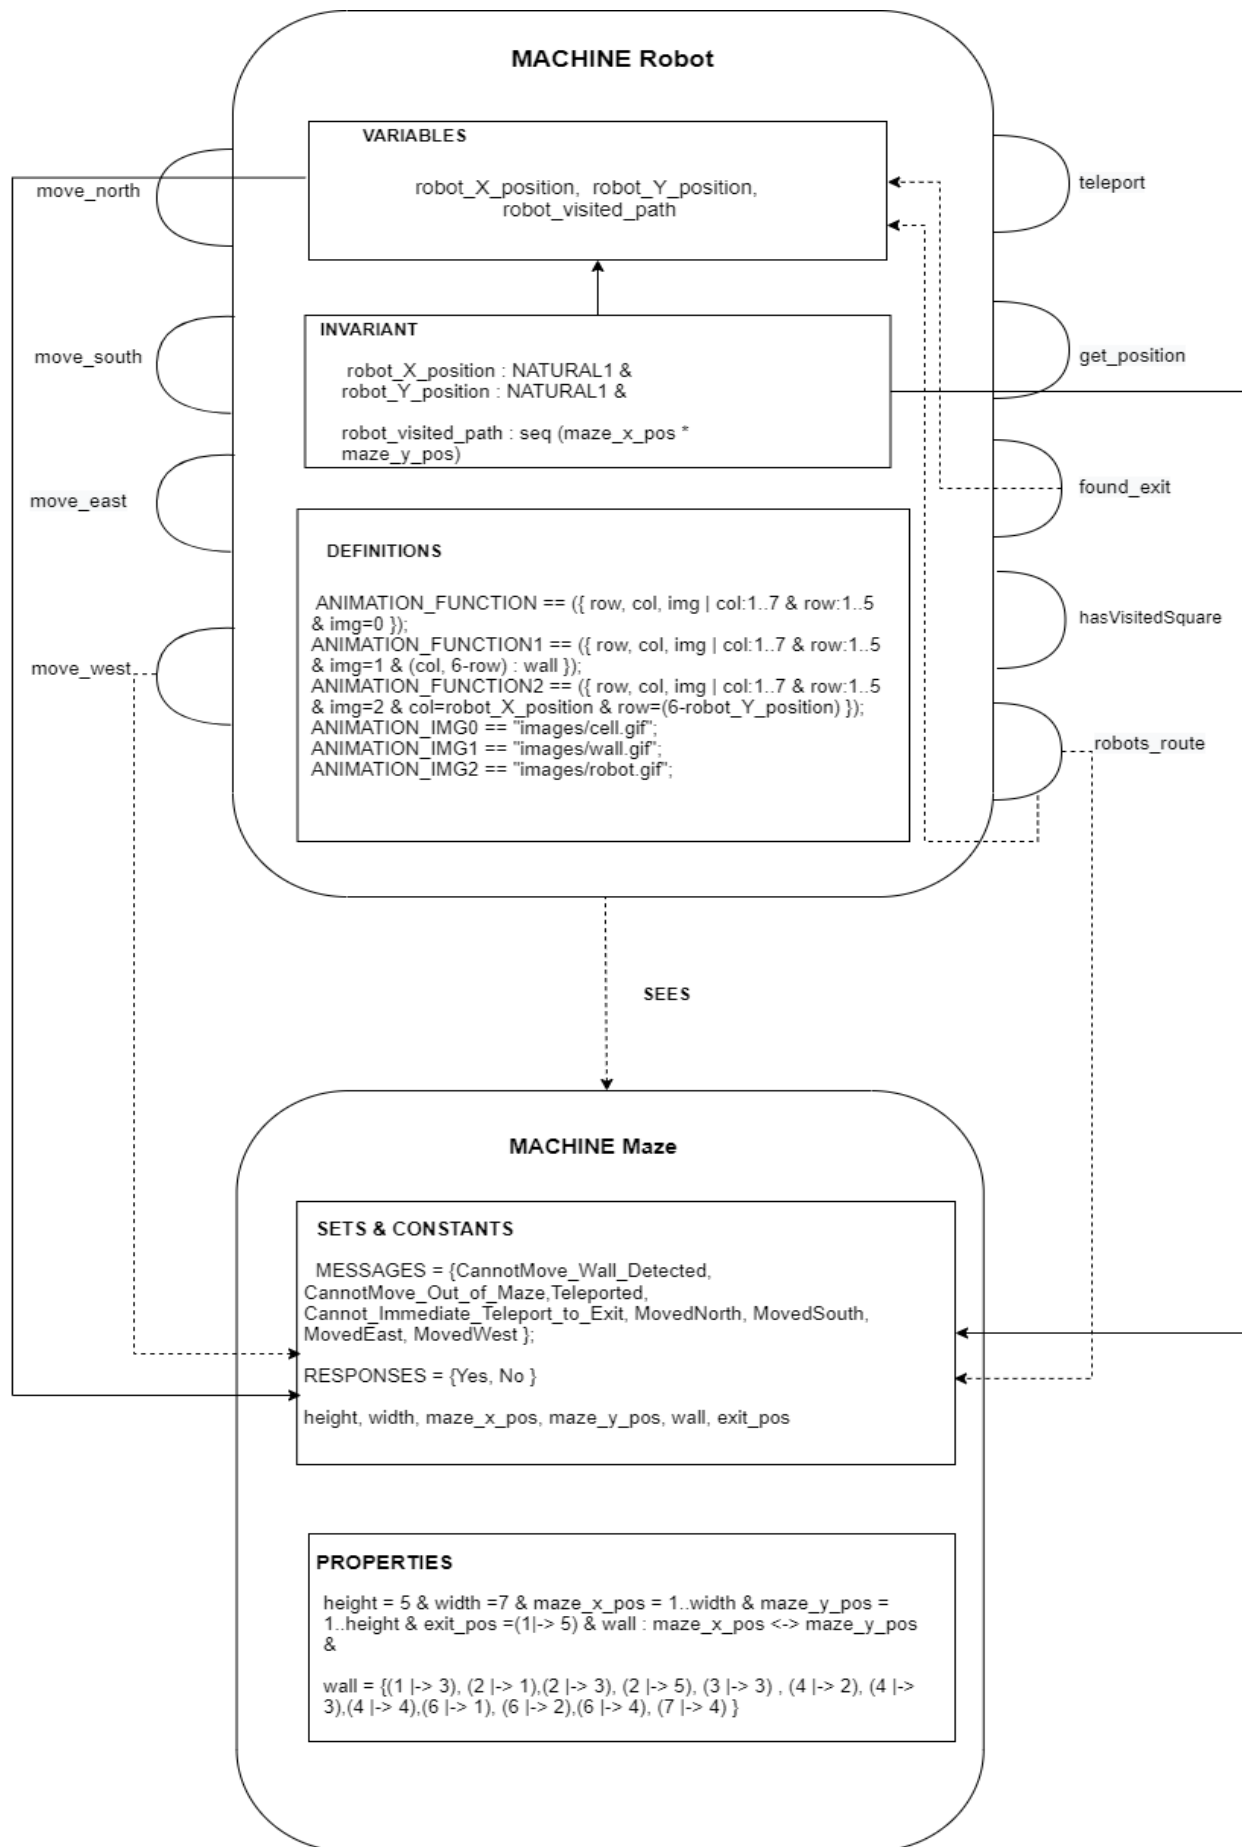 MACHINE Robot
VARIABLES
robot_X_position, robot_Y_position,
robot_visited_path
move_north
teleport
INVARIANT
robot_X_position : NATURAL1 &
robot_Y_position : NATURAL1 &
robot_visited_path : seq (maze_x_pos *
maze_y_pos)
move_south
get_position
move_east
found_exit
DEFINITIONS
ANIMATION_FUNCTION == ({ row, col, img | col:1..7 & row:1..5
& img=0 });
ANIMATION_FUNCTION1 == ({ row, col, img | col:1..7 & row:1..5
& img=1 & (col, 6-row) : wall });
ANIMATION_FUNCTION2 == ({ row, col, img | col:1..7 & row:1..5
& img=2 & col=robot_X_position & row=(6-robot_Y_position) });
ANIMATION_IMG0 == "images/cell.gif";
ANIMATION_IMG1 == "images/wall.gif";
ANIMATION_IMG2 == "images/robot.gif";
move_west
hasVisitedSquare
robots_route
SEES
MACHINE Maze
SETS & CONSTANTS
MESSAGES = {CannotMove_Wall_Detected,
CannotMove_Out_of_Maze,Teleported,
Cannot_Immediate_Teleport_to_Exit, MovedNorth, MovedSouth,
MovedEast, MovedWest };
RESPONSES = {Yes, No }
height, width, maze_x_pos, maze_y_pos, wall, exit_pos
PROPERTIES
height = 5 & width =7 & maze_x_pos = 1..width & maze_y_pos =
1..height & exit_pos =(1|-> 5) & wall : maze_x_pos <-> maze_y_pos
&
wall = {(1 |-> 3), (2 |-> 1),(2 |-> 3), (2 |-> 5), (3 |-> 3) , (4 |-> 2), (4 |->
3),(4 |-> 4),(6 |-> 1), (6 |-> 2),(6 |-> 4), (7 |-> 4) }